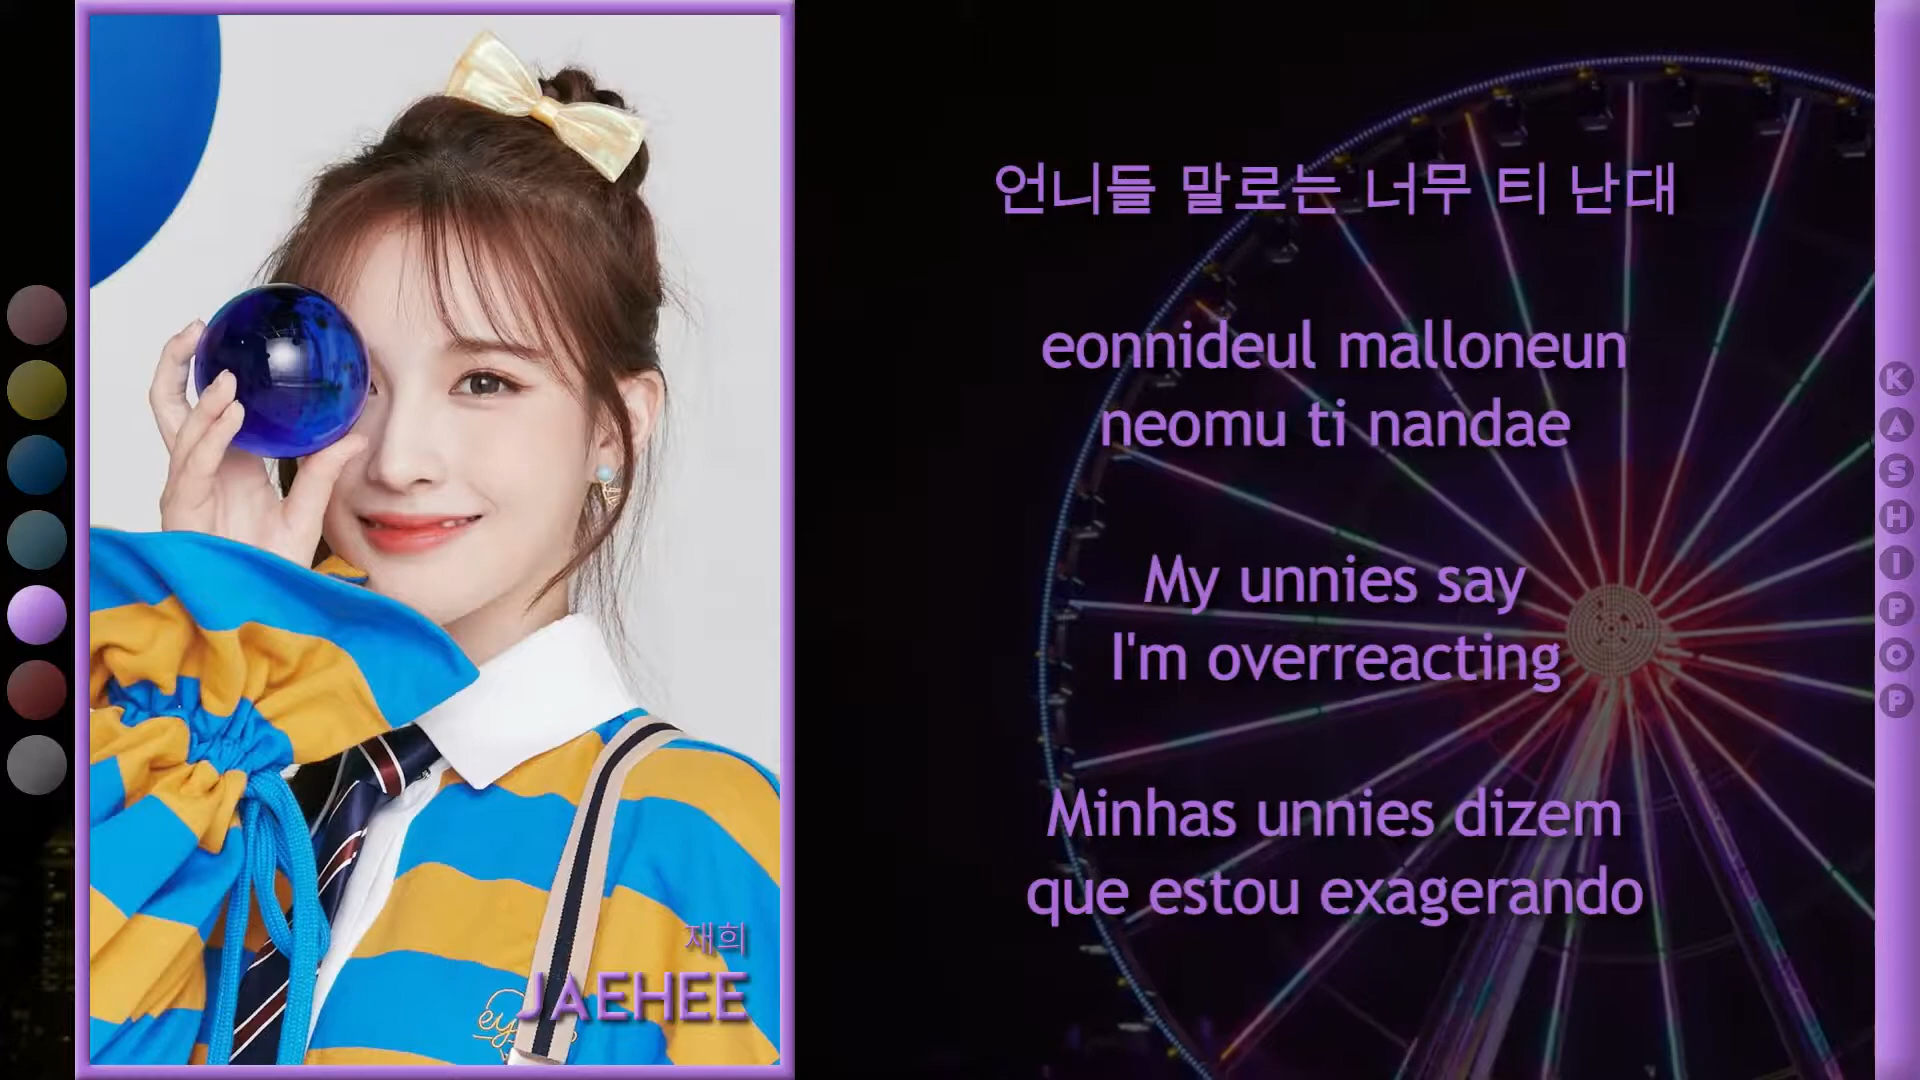 재희
JAEHEE
언니들 말로는 너무 티 난대
eonnideul malloneun
neomu ti nandae
My unnies say
I'm overreacting
Minhas unnies dizem
que estou exagerando
KASHIPOP